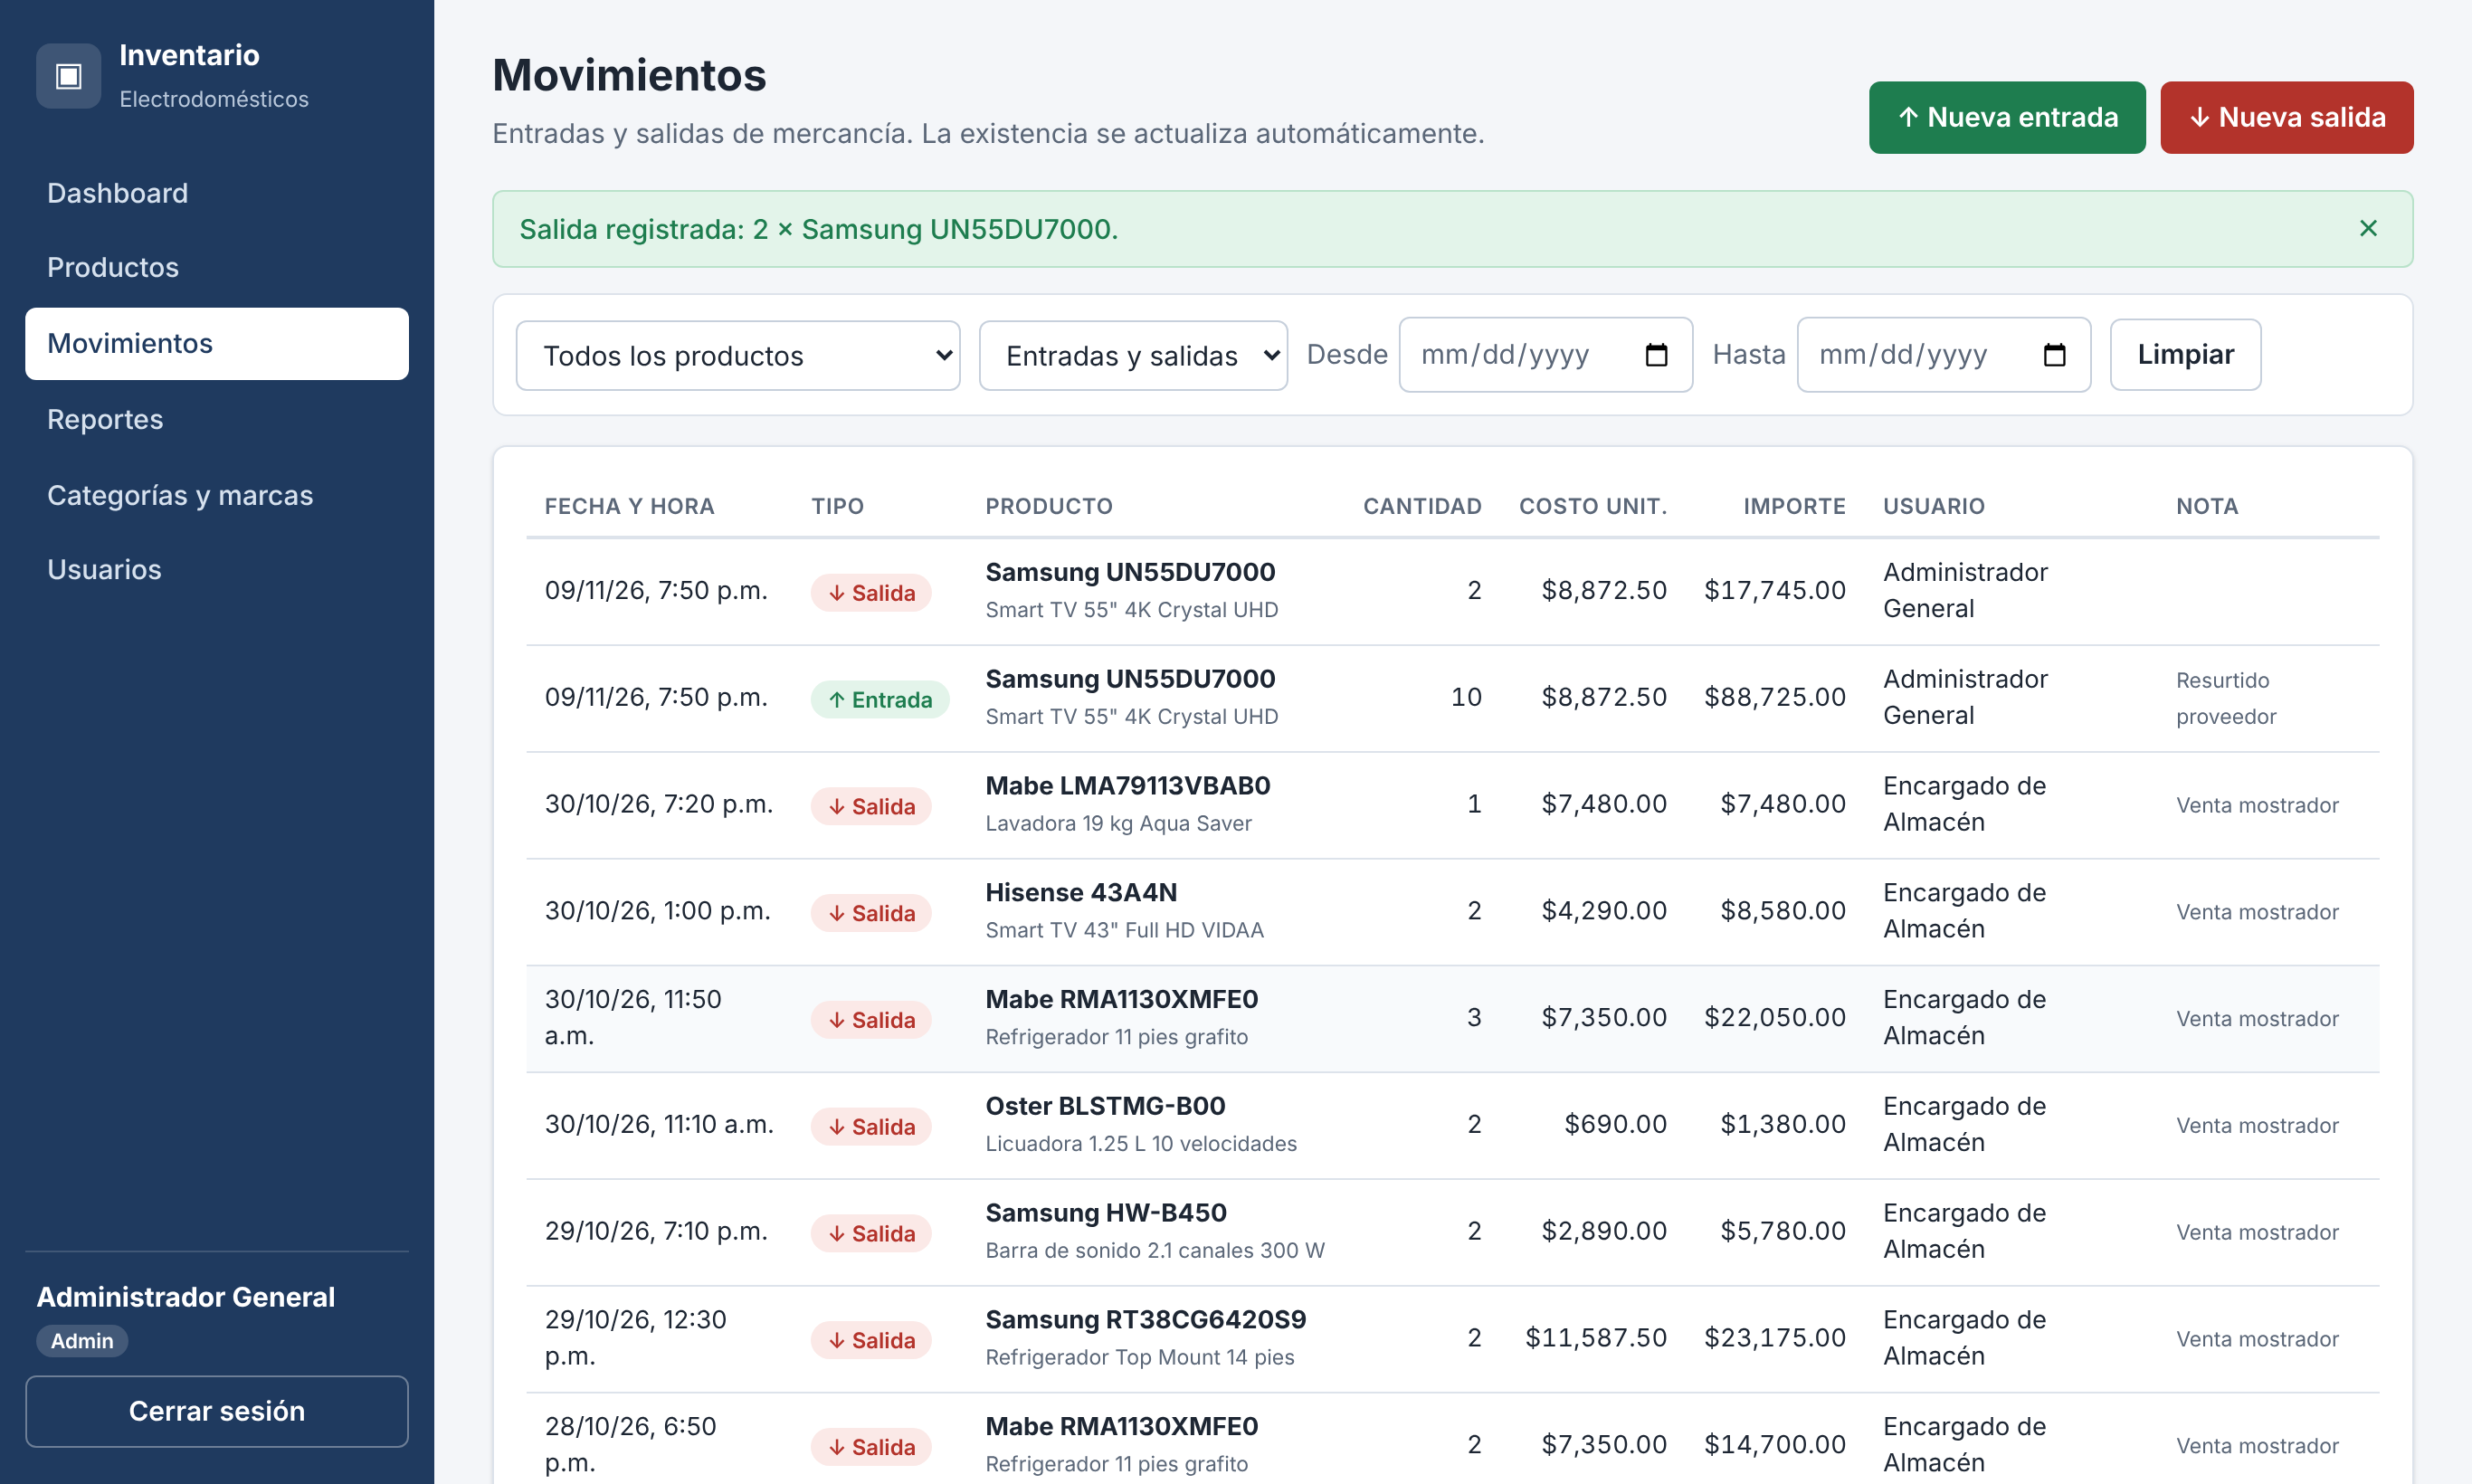 Inventario
Electrodomésticos
Dashboard
Productos
Movimientos
Reportes
Categorías y marcas
Usuarios
Administrador General
Admin
Cerrar sesión
Movimientos
Entradas y salidas de mercancía. La existencia se actualiza automáticamente.
↑ Nueva entrada
↓ Nueva salida
Salida registrada: 2 × Samsung UN55DU7000.
×
Todos los productos
Entradas y salidas
Desde mm/dd/yyyy
Hasta mm/dd/yyyy
Limpiar
FECHA Y HORA TIPO PRODUCTO CANTIDAD COSTO UNIT. IMPORTE USUARIO NOTA
09/11/26, 7:50 p.m.
↓ Salida
Samsung UN55DU7000
Smart TV 55" 4K Crystal UHD
2
$8,872.50
$17,745.00
Administrador
General
09/11/26, 7:50 p.m.
↑ Entrada
Samsung UN55DU7000
Smart TV 55" 4K Crystal UHD
10
$8,872.50
$88,725.00
Administrador
General
Resurtido
proveedor
30/10/26, 7:20 p.m.
↓ Salida
Mabe LMA79113VBAB0
Lavadora 19 kg Aqua Saver
1
$7,480.00
$7,480.00
Encargado de
Almacén
Venta mostrador
30/10/26, 1:00 p.m.
↓ Salida
Hisense 43A4N
Smart TV 43" Full HD VIDAA
2
$4,290.00
$8,580.00
Encargado de
Almacén
Venta mostrador
30/10/26, 11:50
a.m.
↓ Salida
Mabe RMA1130XMFE0
Refrigerador 11 pies grafito
3
$7,350.00
$22,050.00
Encargado de
Almacén
Venta mostrador
30/10/26, 11:10 a.m.
↓ Salida
Oster BLSTMG-B00
Licuadora 1.25 L 10 velocidades
2
$690.00
$1,380.00
Encargado de
Almacén
Venta mostrador
29/10/26, 7:10 p.m.
↓ Salida
Samsung HW-B450
Barra de sonido 2.1 canales 300 W
2
$2,890.00
$5,780.00
Encargado de
Almacén
Venta mostrador
29/10/26, 12:30
p.m.
↓ Salida
Samsung RT38CG6420S9
Refrigerador Top Mount 14 pies
2
$11,587.50
$23,175.00
Encargado de
Almacén
Venta mostrador
28/10/26, 6:50
p.m.
↓ Salida
Mabe RMA1130XMFE0
Refrigerador 11 pies grafito
2
$7,350.00
$14,700.00
Encargado de
Almacén
Venta mostrador